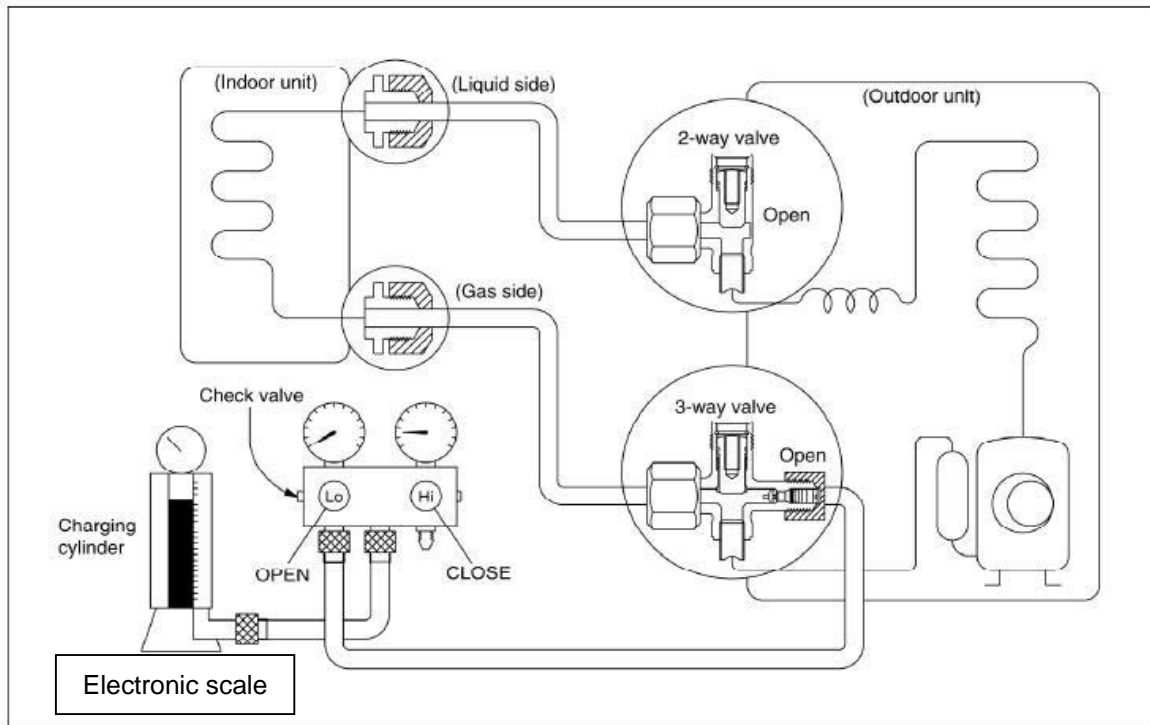 (Indoor unit)
(Liquid side)
(Outdoor unit)
2-way valve
Open
(Gas side)
3-way valve
Open
Check valve
Lo
Hi
Charging
cylinder
OPEN
CLOSE
Electronic scale